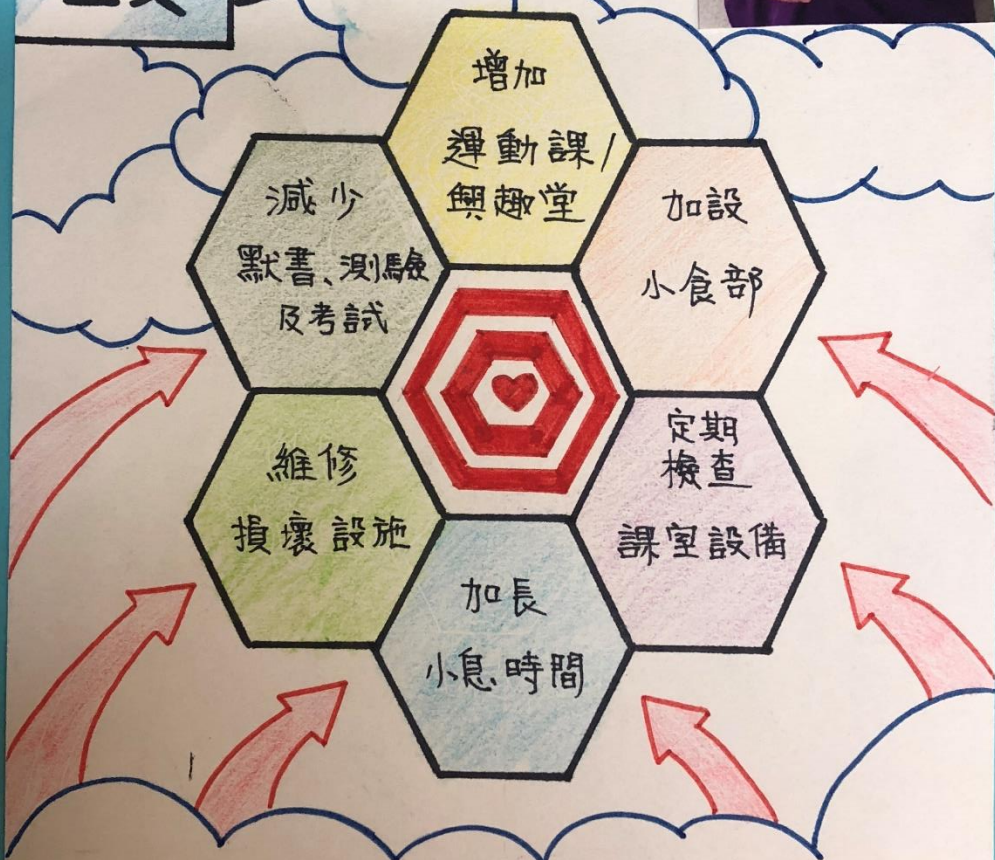 增加
運動課/
興趣堂
減少
默書、測驗
及考試
加設
小食部
維修
損壞設施
定期
檢查
課室設備
加長
小息時間